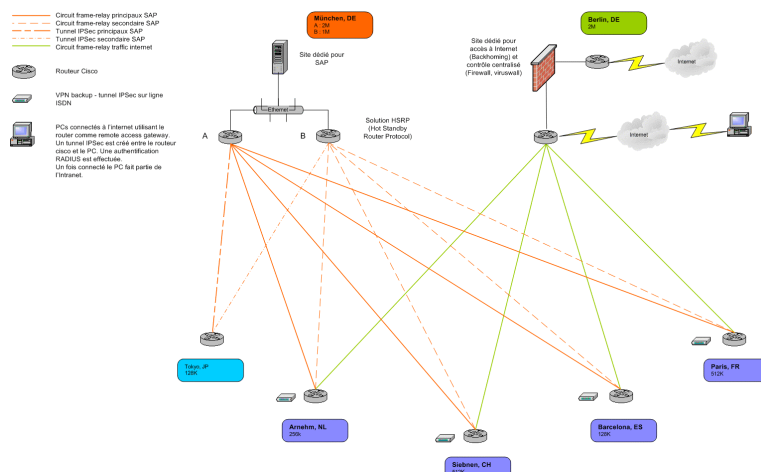 Circuit frame-relay principaux SAP
Circuit frame-relay secondaire SAP
Tunnel IPSec principaux SAP
Tunnel IPSec secondaire SAP
Circuit frame-relay traffic internet
Routeur Cisco
VPN backup - tunnel IPSec sur ligne
ISDN
PCs connectés à l'internet utilisant le
router comme remote access gateway.
Un tunnel IPSec est créé entre le routeur
cisco et le PC. Une authentification
RADIUS est effectuée.
Un fois connecté le PC fait partie de
l'Intranet.
München, DE
A : 2M
B : 1M
Site dédié pour
SAP
Ethernet
A
B
Solution HSRP
(Hot Standby
Router Protocol)
Berlin, DE
2M
Site dédié pour
accès à Internet
(Backhoming) et
contrôle centralisé
(Firewall, viruswall)
Internet
Internet
Tokyo, JP
128K
Arnehm, NL
256k
Siebnen, CH
512K
Barcelona, ES
128K
Paris, FR
512K